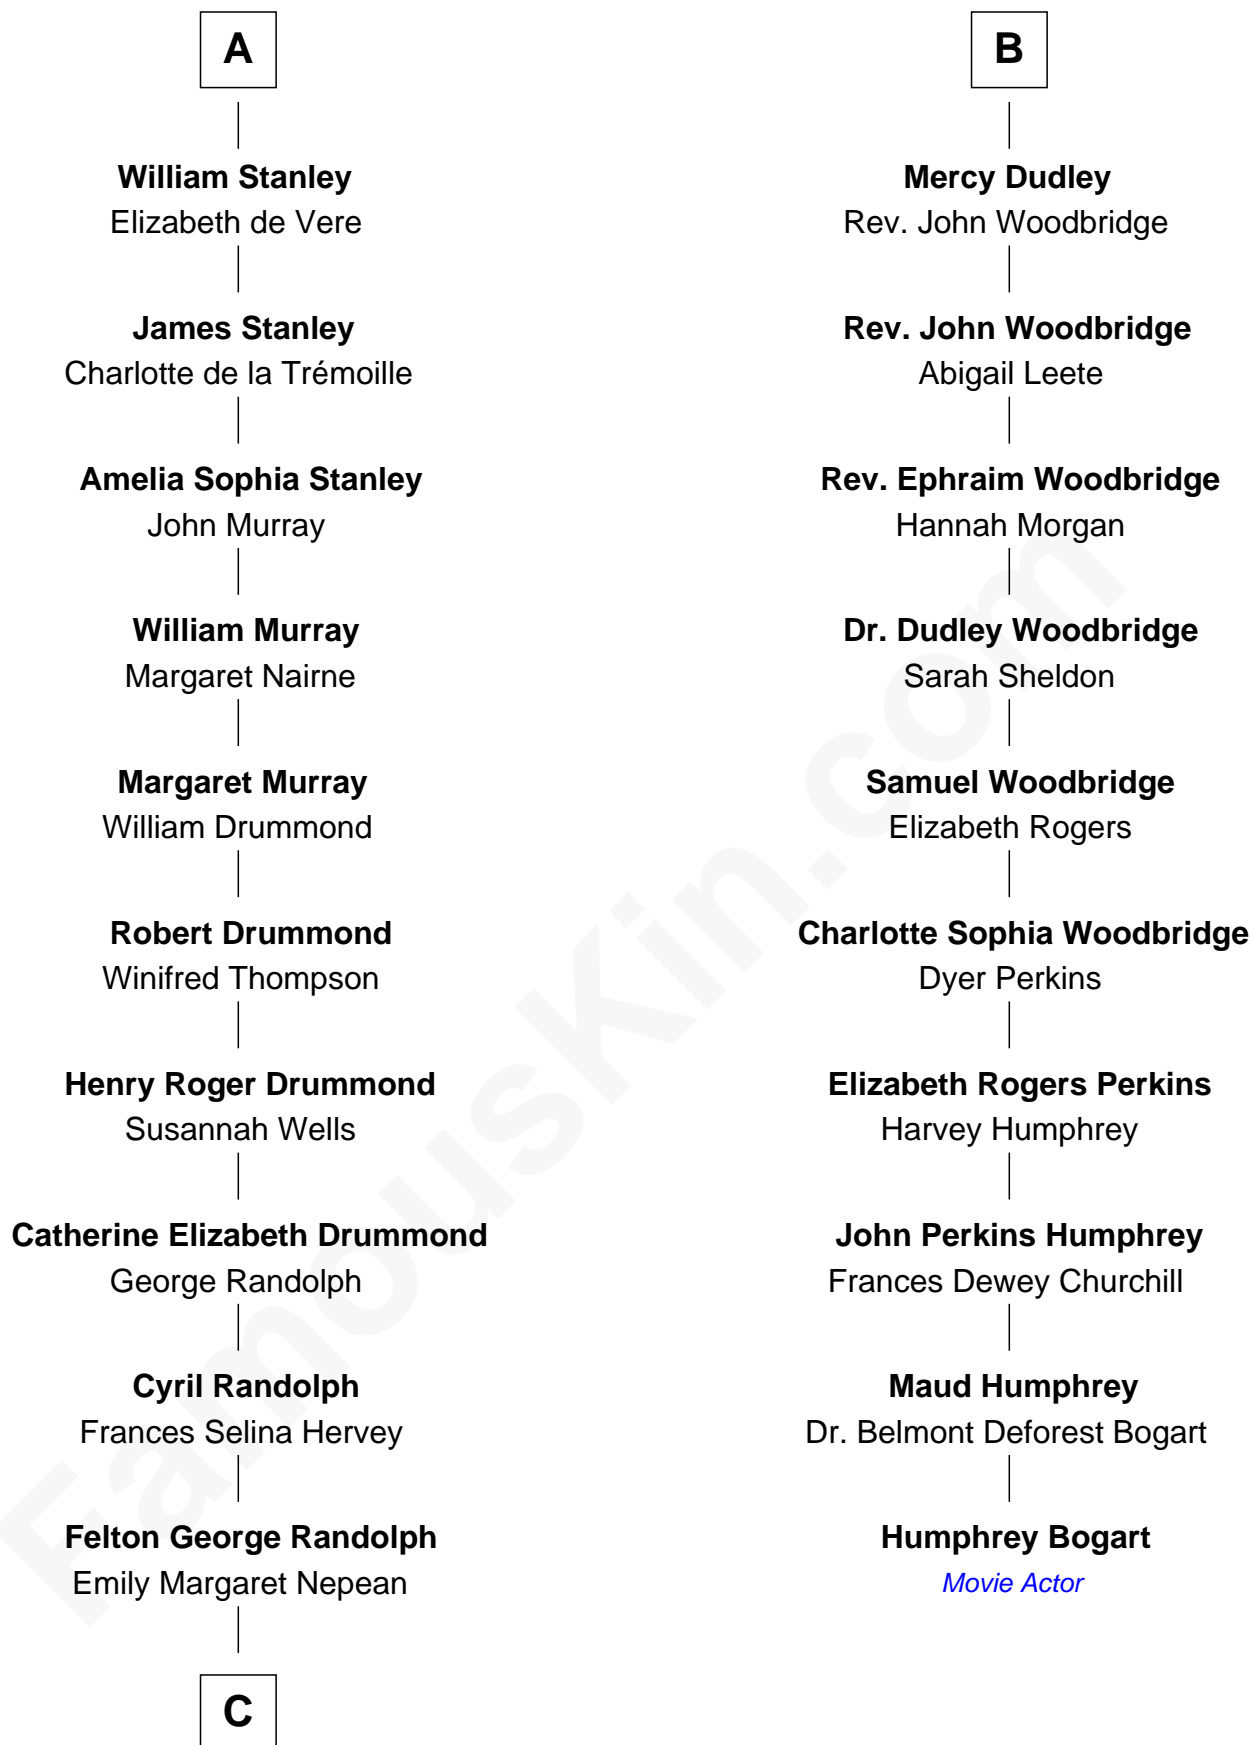 A
William Stanley
Elizabeth de Vere
James Stanley
Charlotte de la Trémoille
Amelia Sophia Stanley
John Murray
William Murray
Margaret Nairne
Margaret Murray
William Drummond
Robert Drummond
Winifred Thompson
Henry Roger Drummond
Susannah Wells
Catherine Elizabeth Drummond
George Randolph
Cyril Randolph
Frances Selina Hervey
Felton George Randolph
Emily Margaret Nepean
C
B
Mercy Dudley
Rev. John Woodbridge
Rev. John Woodbridge
Abigail Leete
Rev. Ephraim Woodbridge
Hannah Morgan
Dr. Dudley Woodbridge
Sarah Sheldon
Samuel Woodbridge
Elizabeth Rogers
Charlotte Sophia Woodbridge
Dyer Perkins
Elizabeth Rogers Perkins
Harvey Humphrey
John Perkins Humphrey
Frances Dewey Churchill
Maud Humphrey
Dr. Belmont Deforest Bogart
Humphrey Bogart
Movie Actor
FamousKin.com